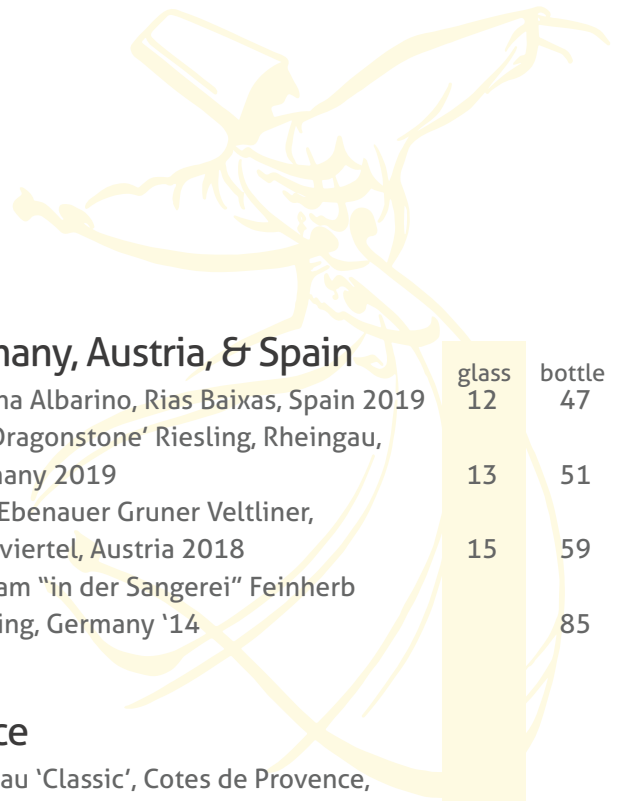 many, Austria, & Spain
glass bottle
na Albarino, Rias Baixas, Spain 2019 12 47
Dragonstone’ Riesling, Rheingau,
many 2019 13 51
Ebenauer Gruner Veltliner,
viertel, Austria 2018 15 59
am “in der Sangerei” Feinherb
ing, Germany ‘14 85
ce
au ‘Classic’, Cotes de Provence,